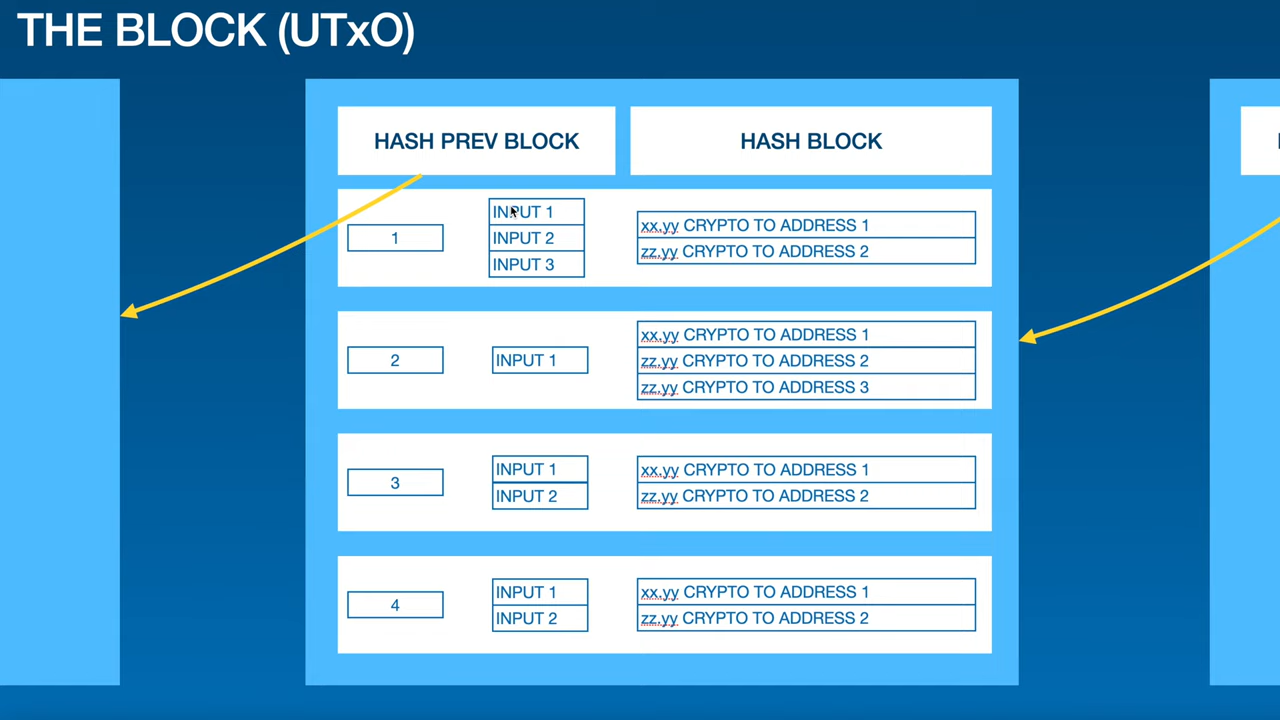 THE BLOCK (UTxO)
HASH PREV BLOCK
HASH BLOCK
1
INPUT 1
INPUT 2
INPUT 3
xx,yy CRYPTO TO ADDRESS 1
zz,yy CRYPTO TO ADDRESS 2
2
INPUT 1
xx,yy CRYPTO TO ADDRESS 1
zz,yy CRYPTO TO ADDRESS 2
zz,yy CRYPTO TO ADDRESS 3
3
INPUT 1
INPUT 2
xx,yy CRYPTO TO ADDRESS 1
zz,yy CRYPTO TO ADDRESS 2
4
INPUT 1
INPUT 2
xx,yy CRYPTO TO ADDRESS 1
zz,yy CRYPTO TO ADDRESS 2